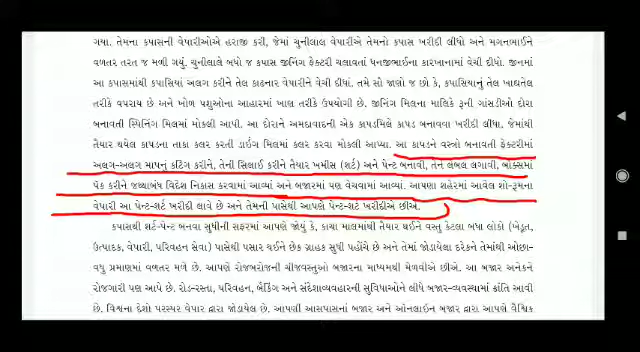 ગયા. તેમના કપાસની વેપારીઓએ હરાજી કરી, જેમાં ચુનીલાલ વેપારીએ તેમનો કપાસ ખરીદી લીધો અને મગનભાઈને
વળતર તરત જ મળી ગયું. ચુનીલાલે બધો જ કપાસ જીનિંગ ફેક્ટરી ચલાવતાં ધનજીભાઈના કારખાનામાં વેચી દીધો. જીનમાં
આ કપાસમાંથી કપાસિયાં અલગ કરીને તેલ કાઢનાર વેપારીને વેચી દીધાં. તમે સૌ જાણો જ છો કે, કપાસિયાનું તેલ ખાદ્યતેલ
તરીકે વપરાય છે અને ખોળ પશુઓના આહારમાં ખાણ તરીકે ઉપયોગી છે. જીનિંગ મિલના માલિકે રૂની ગાંસડીઓ દોરા
બનાવતી સ્પિનિંગ મિલમાં મોકલી આપી. આ દોરાને અમદાવાદની એક કાપડમિલે કાપડ બનાવવા ખરીદી લીધા. જેમાંથી
તૈયાર થયેલ કાપડના તાકા કલર કરતી ડાઇંગ મિલમાં કલર કરવા મોકલી આપ્યા. આ કાપડને વસ્ત્રો બનાવતી ફેક્ટરીમાં
અલગ-અલગ માપનું કટિંગ કરીને, તેની સિલાઈ કરીને તૈયાર ખમીસ (શર્ટ) અને પેન્ટ બનાવી, તેને લેબલ લગાવી, બૉક્સમાં
પેક કરીને જથ્થાબંધ વિદેશ નિકાસ કરવામાં આવ્યાં અને બજારમાં પણ વેચવામાં આવ્યાં. આપણા શહેરમાં આવેલ શૉ-રૂમના
વેપારી આ પેન્ટ-શર્ટ ખરીદી લાવે છે અને તેમની પાસેથી આપણે પેન્ટ-શર્ટ ખરીદીએ છીએ.
કપાસથી શર્ટ-પેન્ટ બનવા સુધીની સફરમાં આપણે જોયું કે, કાચા માલમાંથી તૈયાર થઈને વસ્તુ કેટલા બધા લોકો (ખેડૂત,
ઉત્પાદક, વેપારી, પરિવહન સેવા) પાસેથી પસાર થઈને છેક ગ્રાહક સુધી પહોંચે છે અને તેમાં જોડાયેલા દરેકને તેમાંથી ઓછા-
વધુ પ્રમાણમાં વળતર મળે છે. આપણે રોજબરોજની ચીજવસ્તુઓ બજારના માધ્યમથી મેળવીએ છીએ. આ બજાર અનેકને
રોજગારી પણ આપે છે. રોડ-રસ્તા, પરિવહન, બૅંકિંગ અને સંદેશાવ્યવહારની સુવિધાઓને લીધે બજાર-વ્યવસ્થામાં ક્રાંતિ આવી
છે. વિશ્વના દેશો પરસ્પર વેપાર દ્વારા જોડાયેલ છે. આપણી આસપાસનાં બજાર અને ઓનલાઇન બજાર દ્વારા આપણે વૈશ્વિક